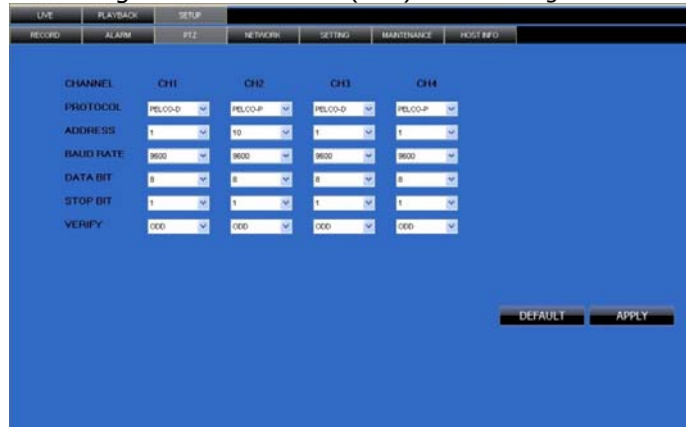 LIVE PLAYBACK SETUP
RECORD ALARM PTZ NETWORK SETTING MAINTENANCE HOST INFO
CHANNEL CH1 CH2 CH3 CH4
PROTOCOL PELCO-D PELCO-P PELCO-D PELCO-P
ADDRESS 1 10 1 1
BAUD RATE 9600 9600 9600 9600
DATA BIT 8 8 8 8
STOP BIT 1 1 1 1
VERIFY ODD ODD ODD ODD
DEFAULT APPLY